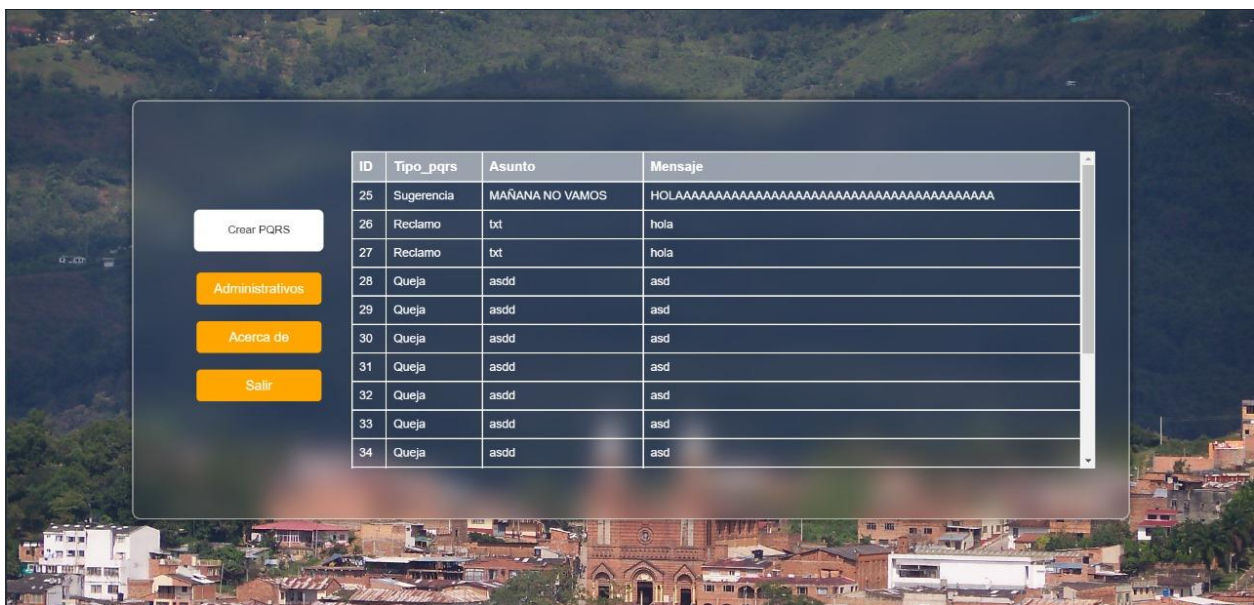 ID Tipo_pqrs Asunto Mensaje
25 Sugerencia MAÑANA NO VAMOS HOLAAAAAAAAAAAAAAAAAAAAAAAAAAAAAAAAAAAAAAAAA
26 Reclamo txt hola
27 Reclamo txt hola
28 Queja asdd asd
29 Queja asdd asd
30 Queja asdd asd
31 Queja asdd asd
32 Queja asdd asd
33 Queja asdd asd
34 Queja asdd asd
Crear PQRS
Administrativos
Acerca de
Salir